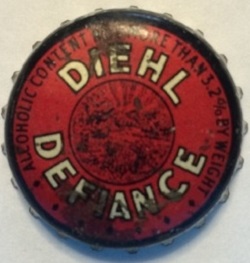 ALCOHOLIC CONTENT NOT MORE THAN 3.2% BY WEIGHT
DIEHL
DEFIANCE